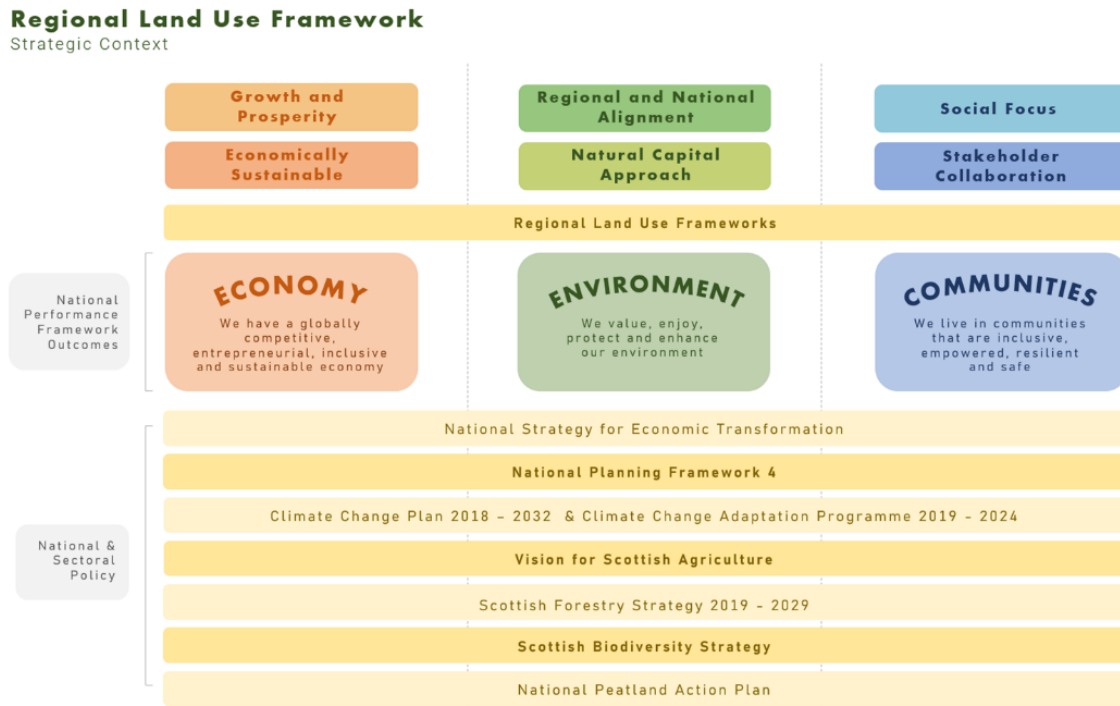 Regional Land Use Framework
Strategic Context
Growth and
Prosperity
Regional and National
Alignment
Social Focus
Economically
Sustainable
Natural Capital
Approach
Stakeholder
Collaboration
Regional Land Use Frameworks
National
Performance
Framework
Outcomes
ECONOMY
We have a globally
competitive,
entrepreneurial, inclusive
and sustainable economy
ENVIRONMENT
We value, enjoy,
protect and enhance
our environment
COMMUNITIES
We live in communities
that are inclusive,
empowered, resilient
and safe
National &
Sectoral
Policy
National Strategy for Economic Transformation
National Planning Framework 4
Climate Change Plan 2018 – 2032 & Climate Change Adaptation Programme 2019 - 2024
Vision for Scottish Agriculture
Scottish Forestry Strategy 2019 - 2029
Scottish Biodiversity Strategy
National Peatland Action Plan